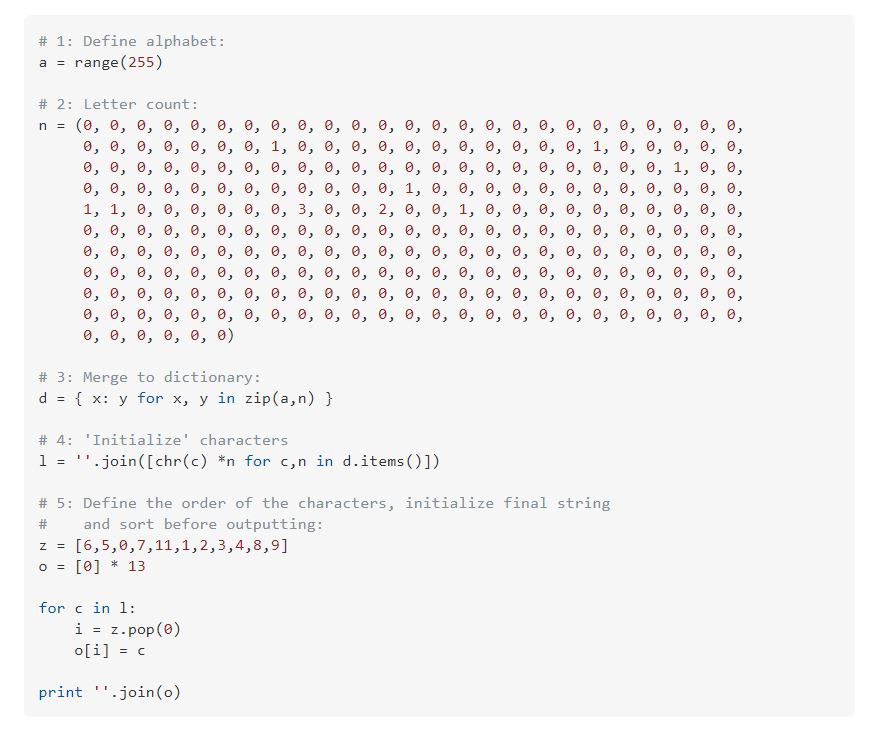 # 1: Define alphabet:
a = range(255)
# 2: Letter count:
n = (0, 0, 0, 0, 0, 0, 0, 0, 0, 0, 0, 0, 0, 0, 0, 0, 0, 0, 0, 0, 0, 0, 0, 0, 0,
0, 0, 0, 0, 0, 0, 0, 1, 0, 0, 0, 0, 0, 0, 0, 0, 0, 0, 0, 1, 0, 0, 0, 0, 0,
0, 0, 0, 0, 0, 0, 0, 0, 0, 0, 0, 0, 0, 0, 0, 0, 0, 0, 0, 0, 0, 0, 1, 0, 0,
0, 0, 0, 0, 0, 0, 0, 0, 0, 0, 0, 0, 1, 0, 0, 0, 0, 0, 0, 0, 0, 0, 0, 0, 0,
1, 1, 0, 0, 0, 0, 0, 0, 3, 0, 0, 2, 0, 0, 1, 0, 0, 0, 0, 0, 0, 0, 0, 0, 0,
0, 0, 0, 0, 0, 0, 0, 0, 0, 0, 0, 0, 0, 0, 0, 0, 0, 0, 0, 0, 0, 0, 0, 0, 0,
0, 0, 0, 0, 0, 0, 0, 0, 0, 0, 0, 0, 0, 0, 0, 0, 0, 0, 0, 0, 0, 0, 0, 0, 0,
0, 0, 0, 0, 0, 0, 0, 0, 0, 0, 0, 0, 0, 0, 0, 0, 0, 0, 0, 0, 0, 0, 0, 0, 0,
0, 0, 0, 0, 0, 0, 0, 0, 0, 0, 0, 0, 0, 0, 0, 0, 0, 0, 0, 0, 0, 0, 0, 0, 0,
0, 0, 0, 0, 0, 0, 0, 0, 0, 0, 0, 0, 0, 0, 0, 0, 0, 0, 0, 0, 0, 0, 0, 0, 0,
0, 0, 0, 0, 0, 0)
# 3: Merge to dictionary:
d = { x: y for x, y in zip(a,n) }
# 4: 'Initialize' characters
l = ''.join([chr(c) *n for c,n in d.items()])
# 5: Define the order of the characters, initialize final string
#    and sort before outputting:
z = [6,5,0,7,11,1,2,3,4,8,9]
o = [0] * 13
for c in l:
    i = z.pop(0)
    o[i] = c
print ''.join(o)